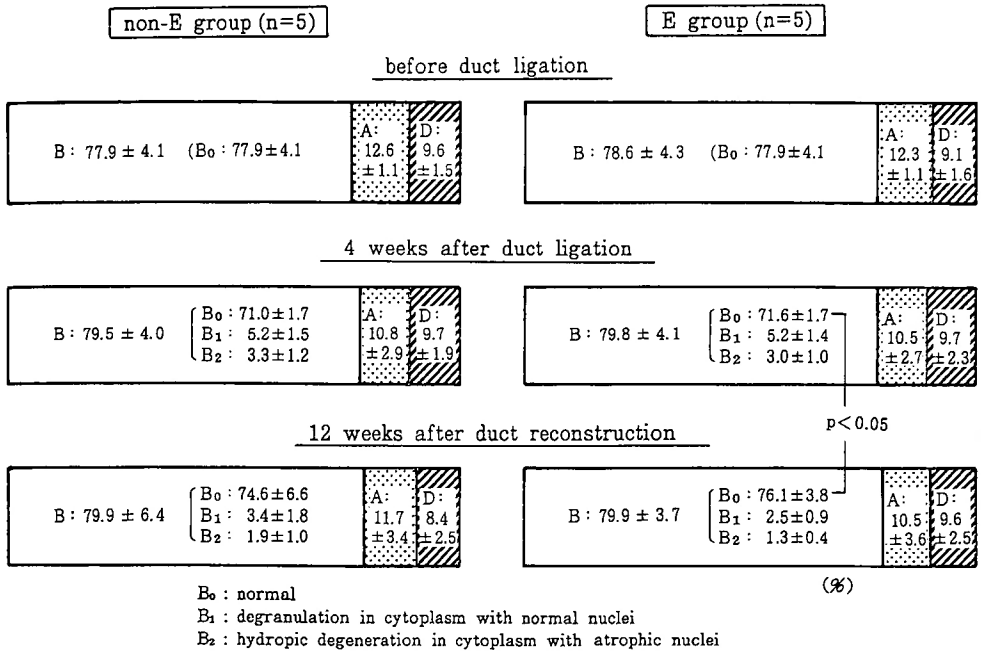 non-E group (n=5)
E group (n=5)
before duct ligation
B: 77.9 ± 4.1 (B₀: 77.9±4.1
A:
12.6
±1.1
D:
9.6
±1.5
B: 78.6 ± 4.3 (B₀: 77.9±4.1
A:
12.3
±1.1
D:
9.1
±1.6
4 weeks after duct ligation
B: 79.5 ± 4.0
B₀: 71.0±1.7
B₁: 5.2±1.5
B₂: 3.3±1.2
A:
10.8
±2.9
D:
9.7
±1.9
B: 79.8 ± 4.1
B₀: 71.6±1.7
B₁: 5.2±1.4
B₂: 3.0±1.0
A:
10.5
±2.7
D:
9.7
±2.3
p<0.05
12 weeks after duct reconstruction
B: 79.9 ± 6.4
B₀: 74.6±6.6
B₁: 3.4±1.8
B₂: 1.9±1.0
A:
11.7
±3.4
D:
8.4
±2.5
B: 79.9 ± 3.7
B₀: 76.1±3.8
B₁: 2.5±0.9
B₂: 1.3±0.4
A:
10.5
±3.6
D:
9.6
±2.5
(%)
B₀ : normal
B₁ : degranulation in cytoplasm with normal nuclei
B₂ : hydropic degeneration in cytoplasm with atrophic nuclei